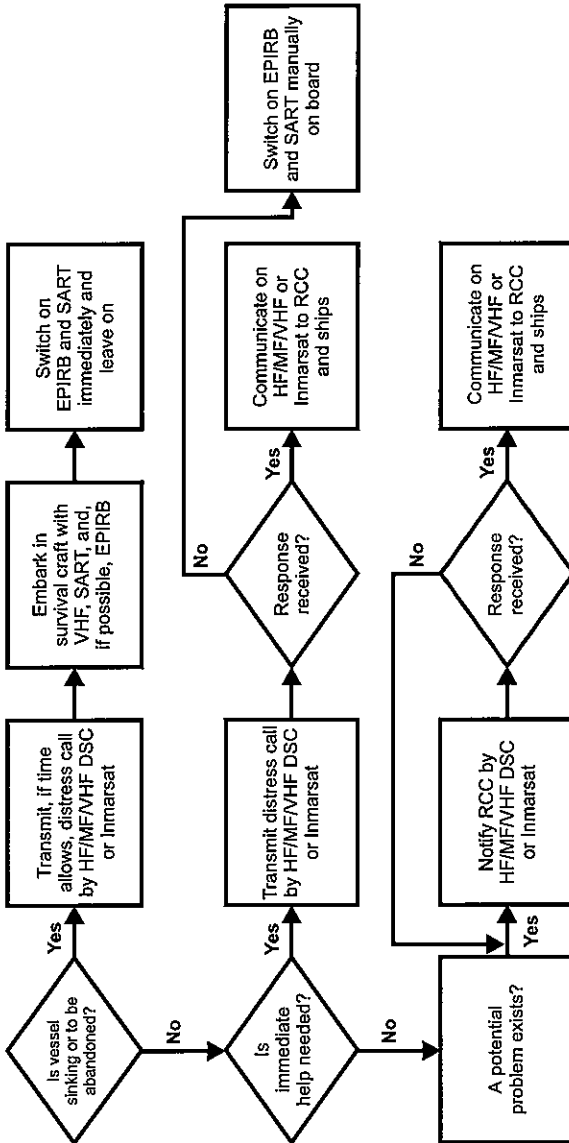 Is vessel
sinking or to be
abandoned?
Yes
Transmit, if time
allows, distress call
by HF/MF/VHF DSC
or Inmarsat
Embark in
survival craft with
VHF, SART, and,
if possible, EPIRB
Switch on
EPIRB and SART
immediately and
leave on
No
Is
immediate
help needed?
Yes
Transmit distress call
by HF/MF/VHF DSC
or Inmarsat
Response
received?
Yes
Communicate on
HF/MF/VHF or
Inmarsat to RCC
and ships
No
Switch on EPIRB
and SART manually
on board
No
A potential
problem exists?
Yes
Notify RCC by
HF/MF/VHF DSC
or Inmarsat
Response
received?
Yes
Communicate on
HF/MF/VHF or
Inmarsat to RCC
and ships
No